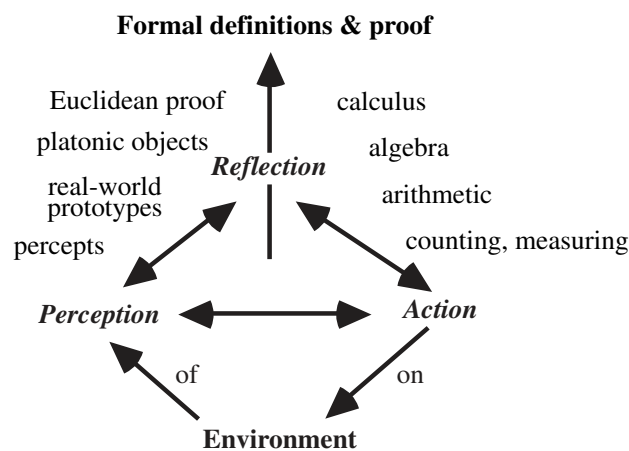 Formal definitions & proof
Euclidean proof
calculus
platonic objects
algebra
Reflection
real-world
prototypes
arithmetic
percepts
counting, measuring
Perception
Action
of
on
Environment